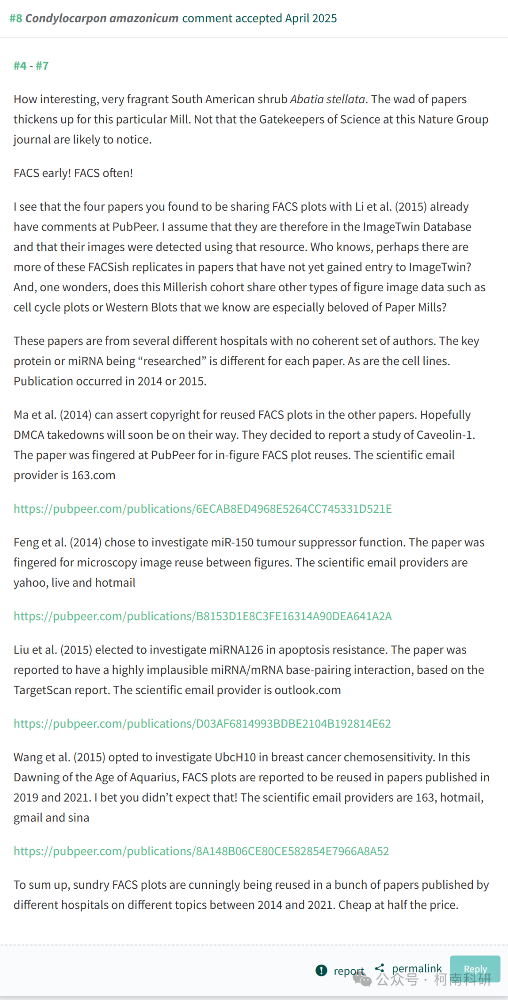 #8 Condylocarpon amazonicum comment accepted April 2025
#4 - #7
How interesting, very fragrant South American shrub Abatia stellata. The wad of papers
thickens up for this particular Mill. Not that the Gatekeepers of Science at this Nature Group
journal are likely to notice.
FACS early! FACS often!
I see that the four papers you found to be sharing FACS plots with Li et al. (2015) already
have comments at PubPeer. I assume that they are therefore in the ImageTwin Database
and that their images were detected using that resource. Who knows, perhaps there are
more of these FACSish replicates in papers that have not yet gained entry to ImageTwin?
And, one wonders, does this Millerish cohort share other types of figure image data such as
cell cycle plots or Western Blots that we know are especially beloved of Paper Mills?
These papers are from several different hospitals with no coherent set of authors. The key
protein or miRNA being “researched” is different for each paper. As are the cell lines.
Publication occurred in 2014 or 2015.
Ma et al. (2014) can assert copyright for reused FACS plots in the other papers. Hopefully
DMCA takedowns will soon be on their way. They decided to report a study of Caveolin-1.
The paper was fingered at PubPeer for in-figure FACS plot reuses. The scientific email
provider is 163.com
https://pubpeer.com/publications/6ECAB8ED4968E5264CC745331D521E
Feng et al. (2014) chose to investigate miR-150 tumour suppressor function. The paper was
fingered for microscopy image reuse between figures. The scientific email providers are
yahoo, live and hotmail
https://pubpeer.com/publications/B8153D1E8C3FE16314A90DEA641A2A
Liu et al. (2015) elected to investigate miRNA126 in apoptosis resistance. The paper was
reported to have a highly implausible miRNA/mRNA base-pairing interaction, based on the
TargetScan report. The scientific email provider is outlook.com
https://pubpeer.com/publications/D03AF6814993BDBE2104B192814E62
Wang et al. (2015) opted to investigate UbcH10 in breast cancer chemosensitivity. In this
Dawning of the Age of Aquarius, FACS plots are reported to be reused in papers published in
2019 and 2021. I bet you didn’t expect that! The scientific email providers are 163, hotmail,
gmail and sina
https://pubpeer.com/publications/8A148B06CE80CE582854E7966A8A52
To sum up, sundry FACS plots are cunningly being reused in a bunch of papers published by
different hospitals on different topics between 2014 and 2021. Cheap at half the price.
report permalink Reply
公众号 · 柯南科研